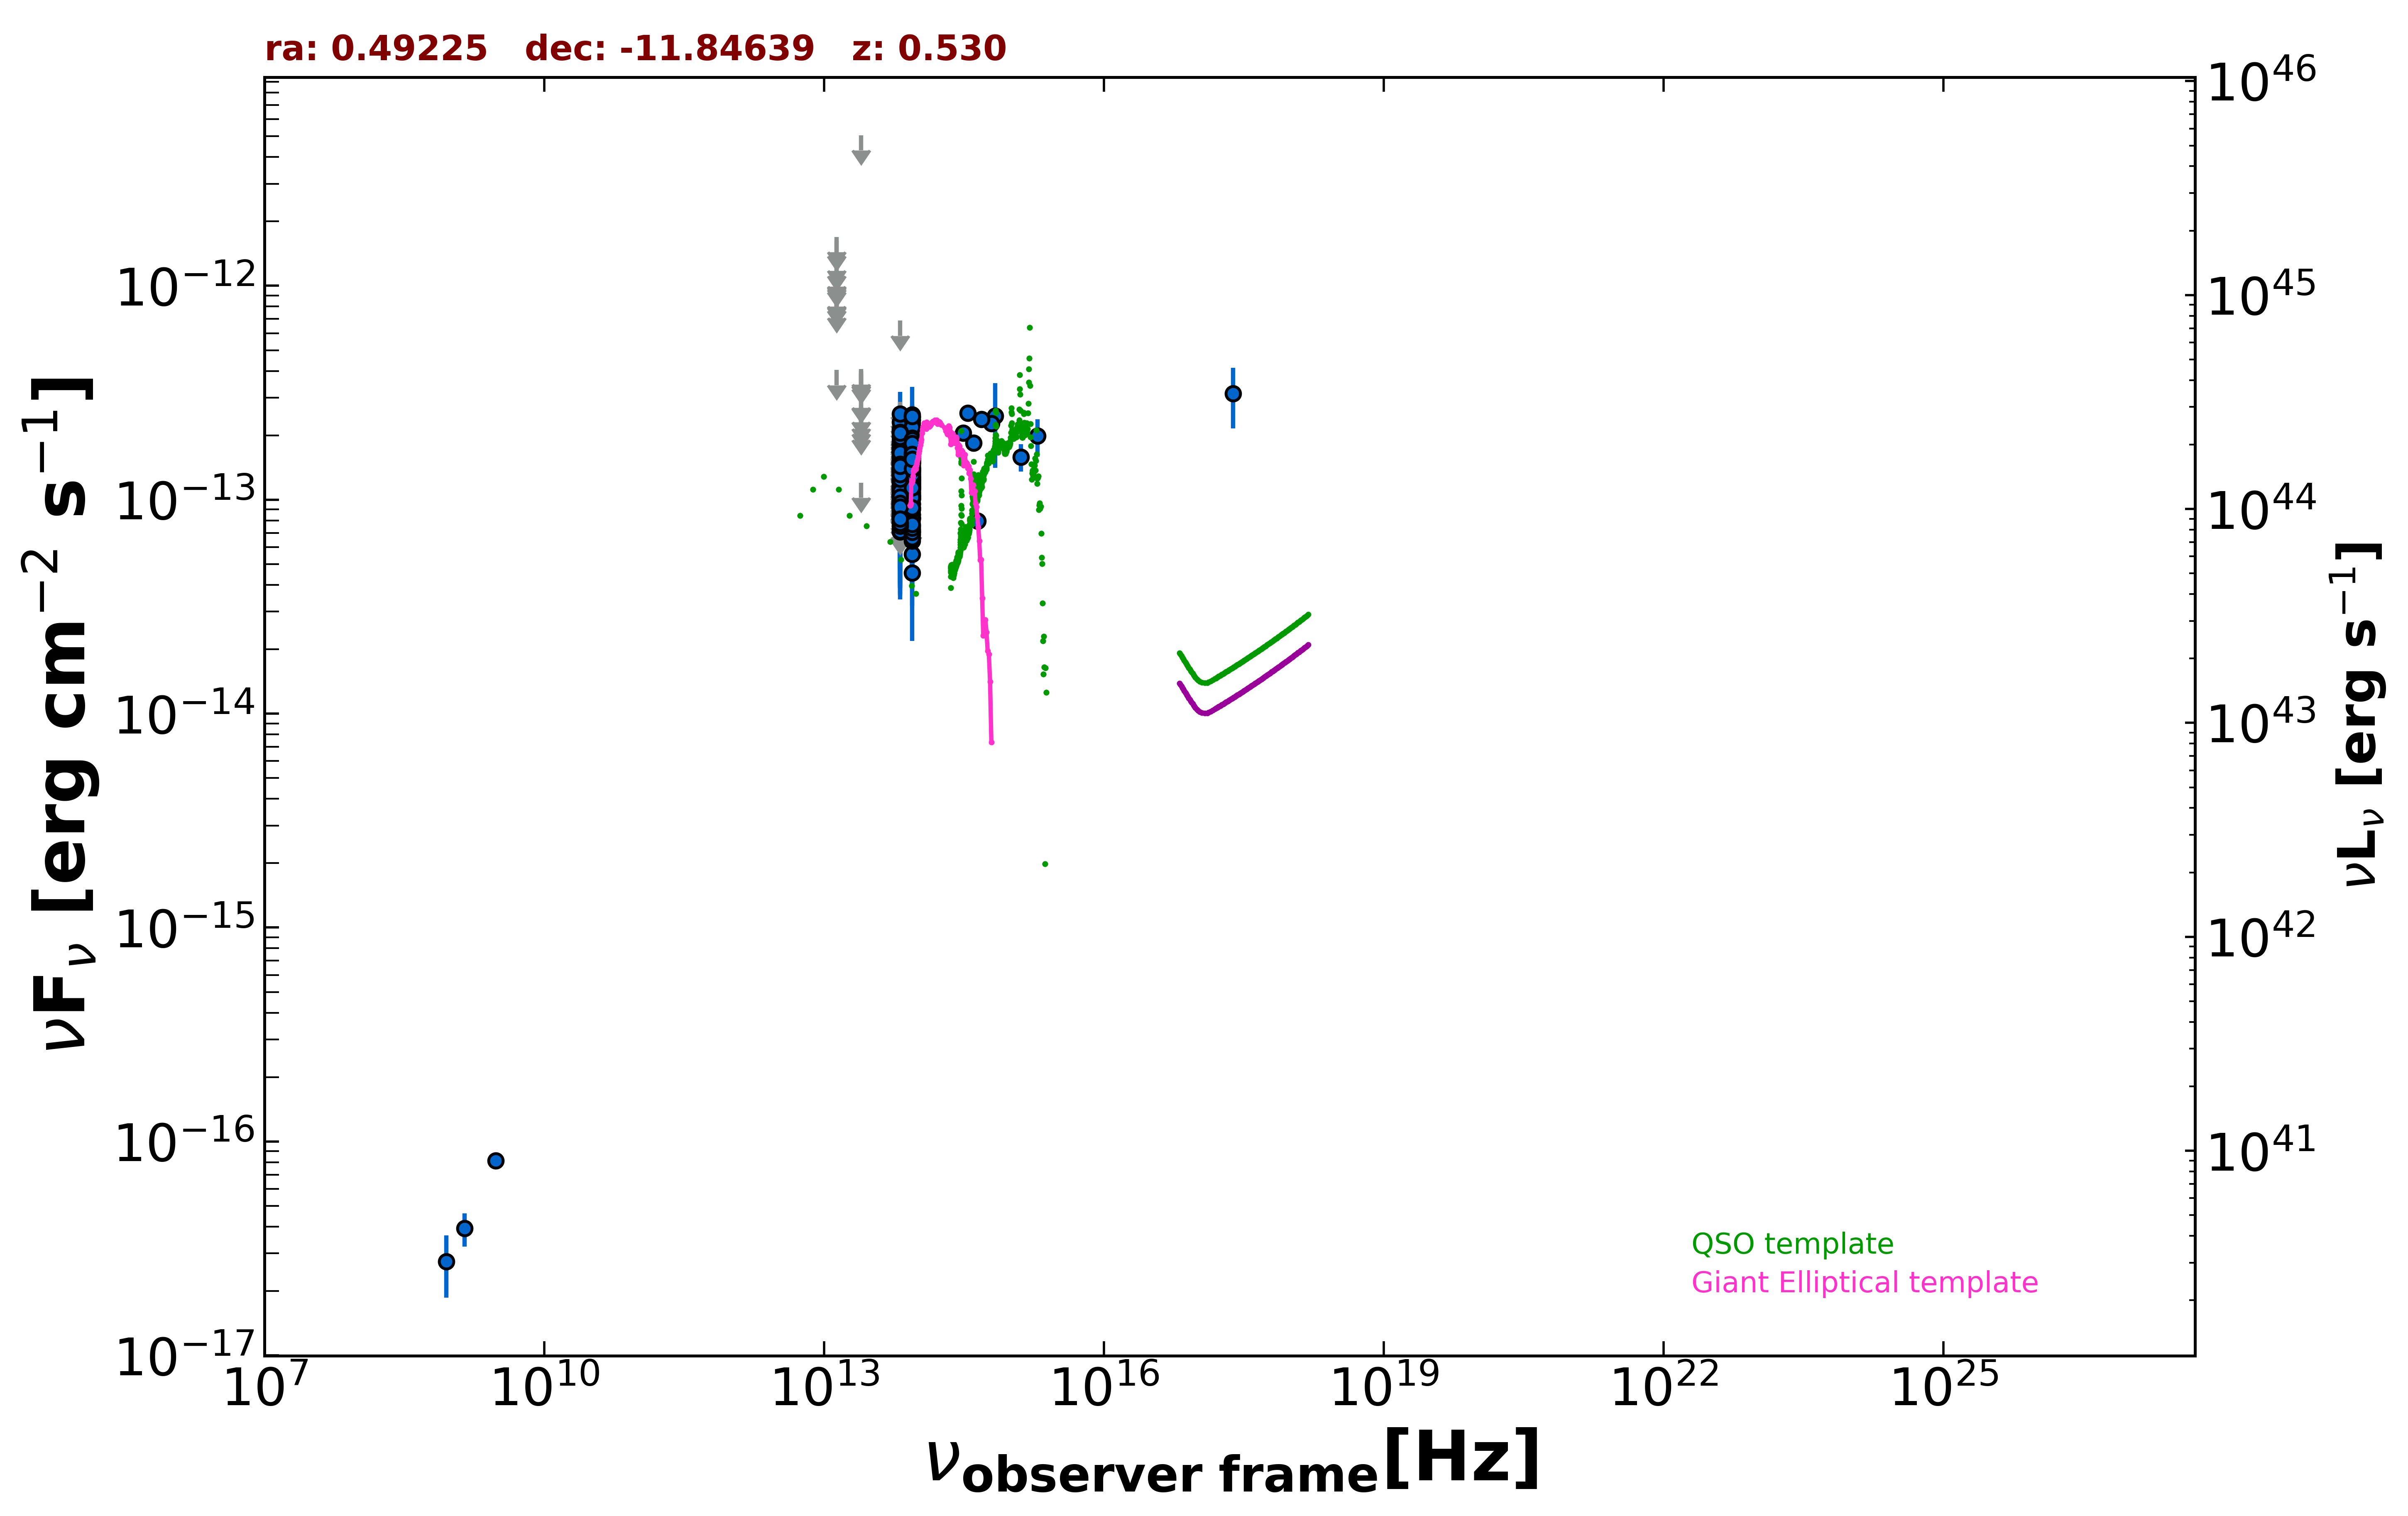 ra: 0.49225   dec: -11.84639   z: 0.530
10^46
10^−12
10^45
10^−13
10^44
10^−14
10^43
10^−15
10^42
10^−16
10^41
10^−17
νF_ν [erg cm^−2 s^−1]
νL_ν [erg s^−1]
QSO template
Giant Elliptical template
10^7 10^10 10^13 10^16 10^19 10^22 10^25
ν_observer frame [Hz]